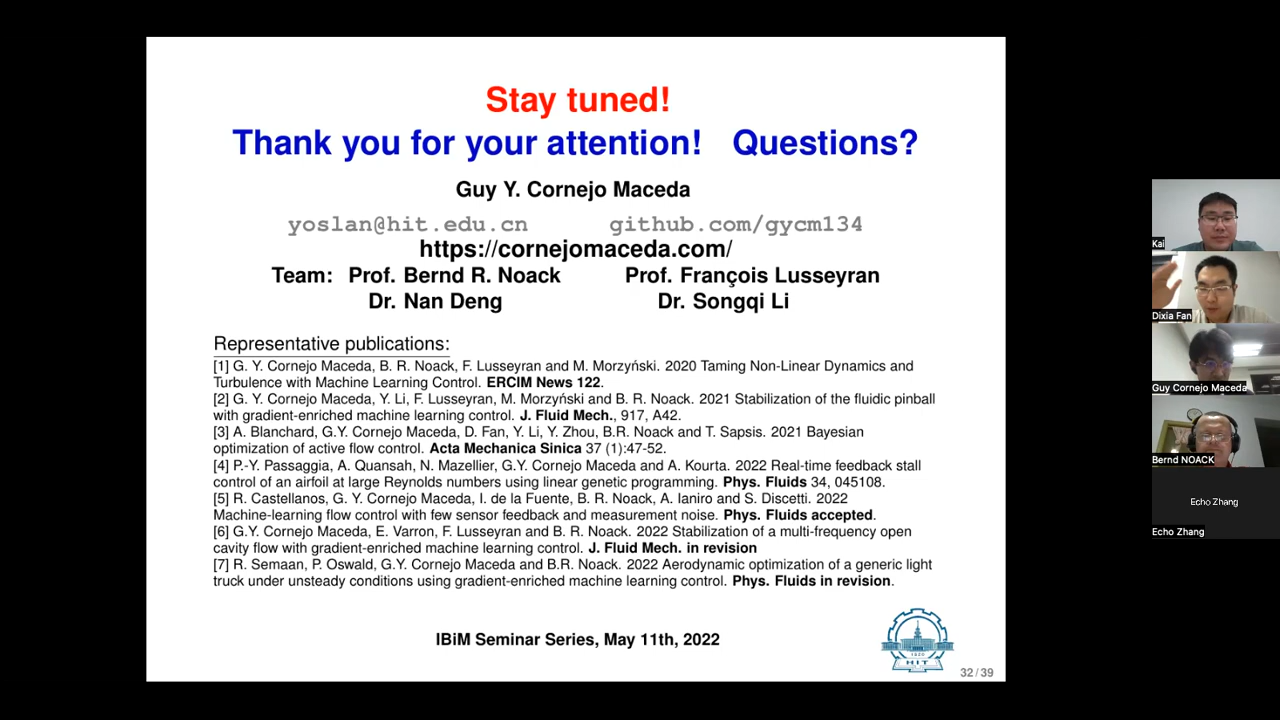 Stay tuned!
Thank you for your attention! Questions?
Guy Y. Cornejo Maceda
yoslan@hit.edu.cn github.com/gycm134
https://cornejomaceda.com/
Team: Prof. Bernd R. Noack Prof. François Lusseyran
Dr. Nan Deng Dr. Songqi Li
Representative publications:
[1] G. Y. Cornejo Maceda, B. R. Noack, F. Lusseyran and M. Morzyński. 2020 Taming Non-Linear Dynamics and
Turbulence with Machine Learning Control. ERCIM News 122.
[2] G. Y. Cornejo Maceda, Y. Li, F. Lusseyran, M. Morzyński and B. R. Noack. 2021 Stabilization of the fluidic pinball
with gradient-enriched machine learning control. J. Fluid Mech., 917, A42.
[3] A. Blanchard, G.Y. Cornejo Maceda, D. Fan, Y. Li, Y. Zhou, B.R. Noack and T. Sapsis. 2021 Bayesian
optimization of active flow control. Acta Mechanica Sinica 37 (1):47-52.
[4] P.-Y. Passaggia, A. Quansah, N. Mazellier, G.Y. Cornejo Maceda and A. Kourta. 2022 Real-time feedback stall
control of an airfoil at large Reynolds numbers using linear genetic programming. Phys. Fluids 34, 045108.
[5] R. Castellanos, G. Y. Cornejo Maceda, I. de la Fuente, B. R. Noack, A. Ianiro and S. Discetti. 2022
Machine-learning flow control with few sensor feedback and measurement noise. Phys. Fluids accepted.
[6] G.Y. Cornejo Maceda, E. Varron, F. Lusseyran and B. R. Noack. 2022 Stabilization of a multi-frequency open
cavity flow with gradient-enriched machine learning control. J. Fluid Mech. in revision
[7] R. Semaan, P. Oswald, G.Y. Cornejo Maceda and B.R. Noack. 2022 Aerodynamic optimization of a generic light
truck under unsteady conditions using gradient-enriched machine learning control. Phys. Fluids in revision.
IBiM Seminar Series, May 11th, 2022
1920
HIT
32/39
Kai
Dixia Fan
Guy Cornejo Maceda
Bernd NOACK
Echo Zhang
Echo Zhang